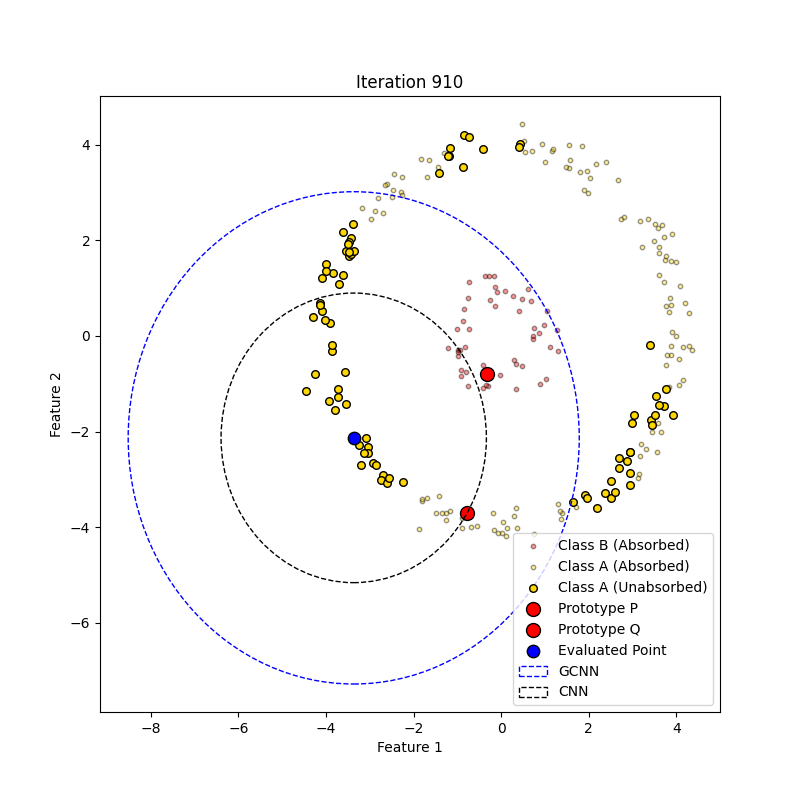 Iteration 910
Feature 2
4
2
0
−2
−4
−6
−8
−6
−4
−2
0
2
4
Feature 1
Class B (Absorbed)
Class A (Absorbed)
Class A (Unabsorbed)
Prototype P
Prototype Q
Evaluated Point
GCNN
CNN